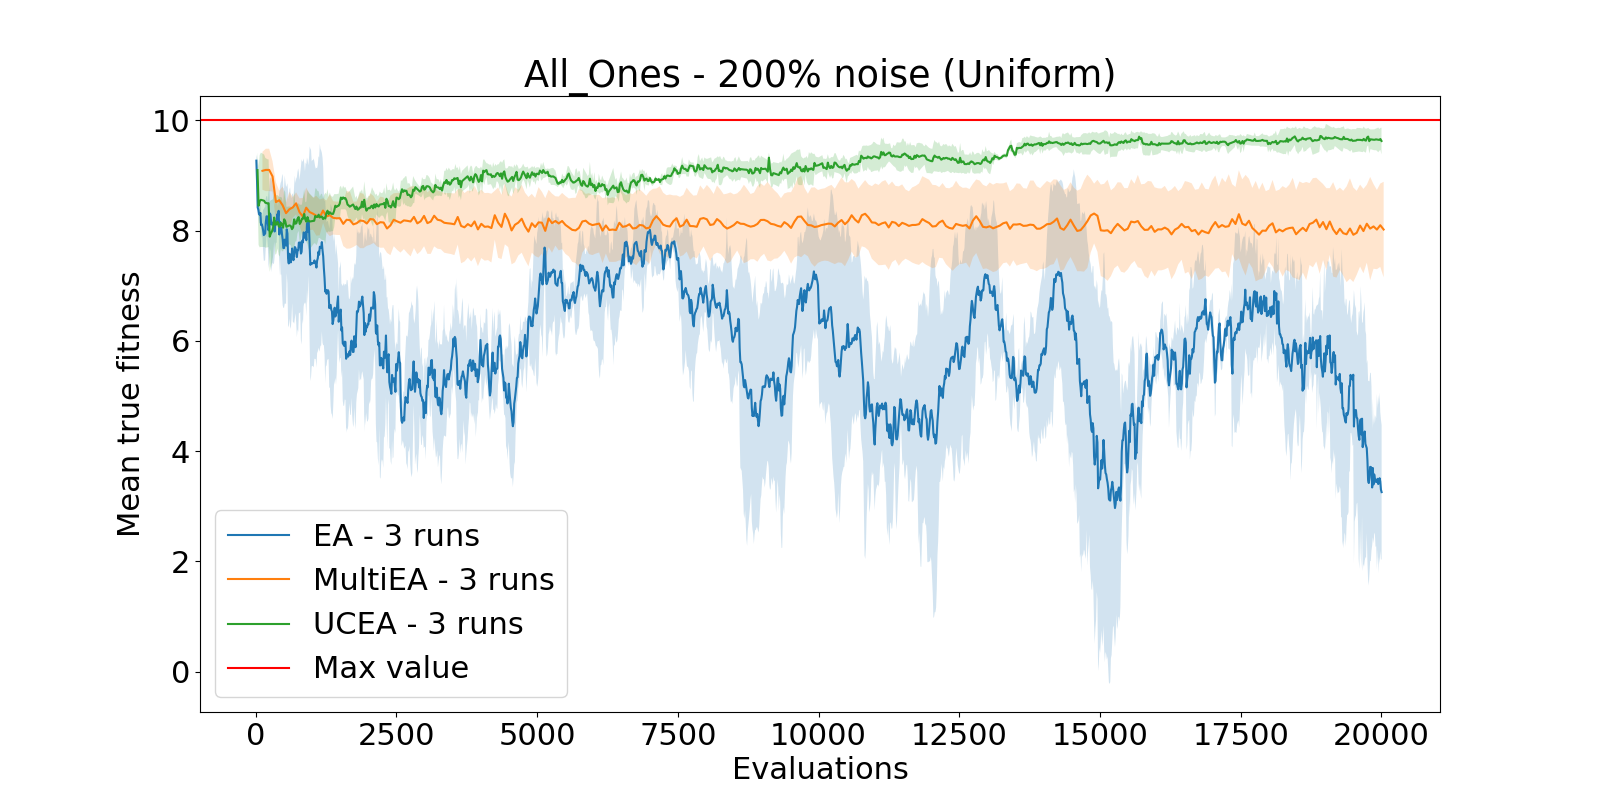 All_Ones - 200% noise (Uniform)
Mean true fitness
10
8
6
4
2
0
EA - 3 runs
MultiEA - 3 runs
UCEA - 3 runs
Max value
0 2500 5000 7500 10000 12500 15000 17500 20000
Evaluations